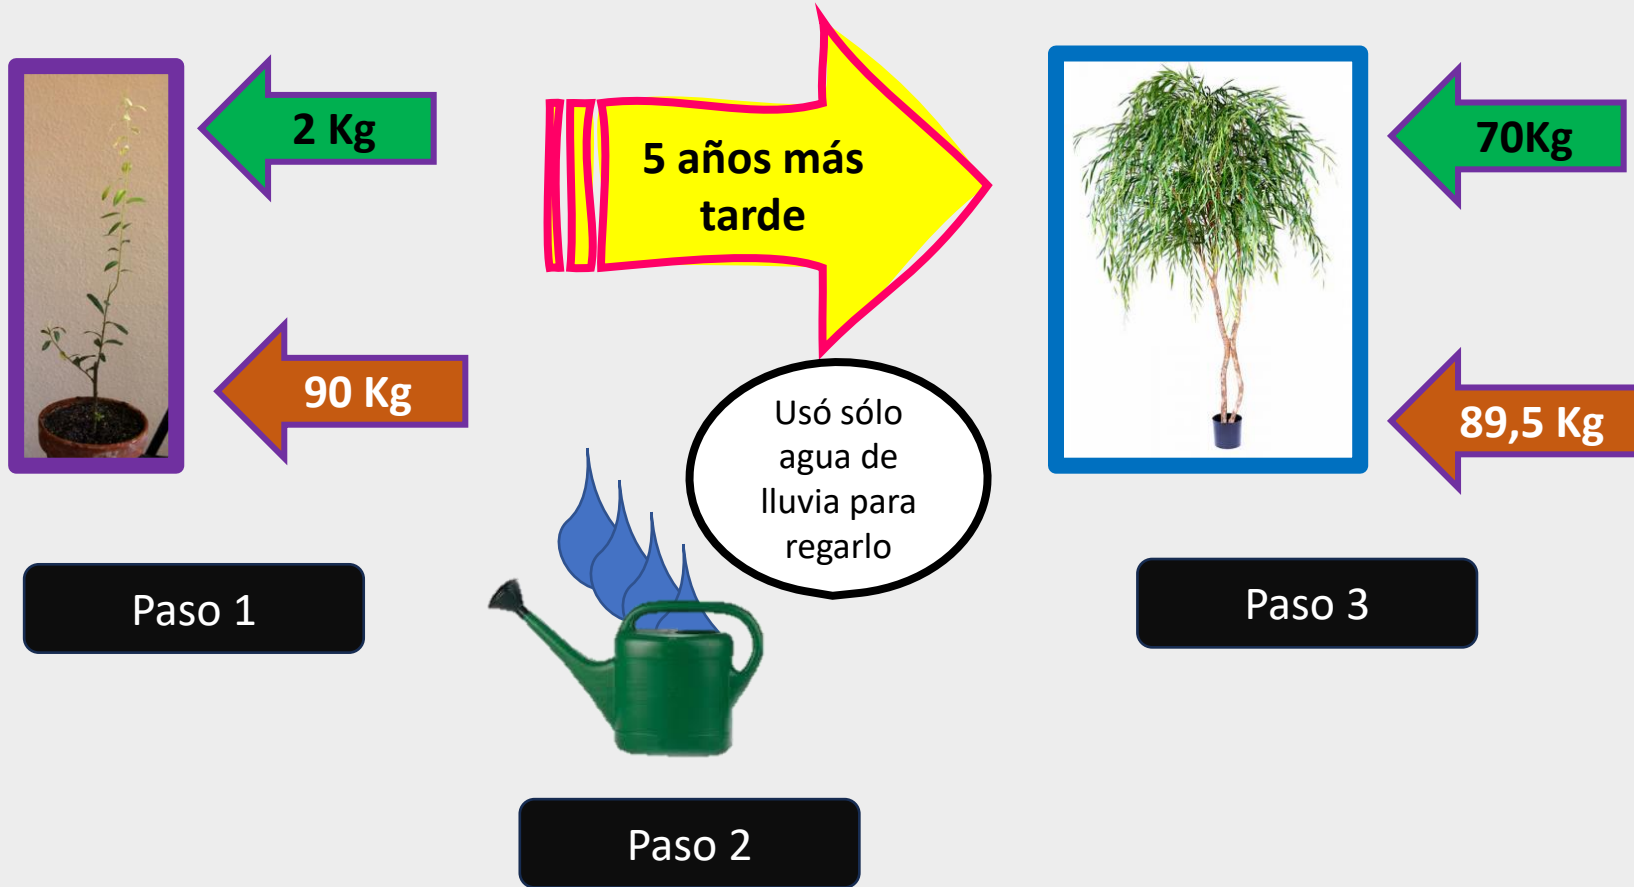 2 Kg
90 Kg
Paso 1
5 años más
tarde
Usó sólo
agua de
lluvia para
regarlo
Paso 2
70Kg
89,5 Kg
Paso 3